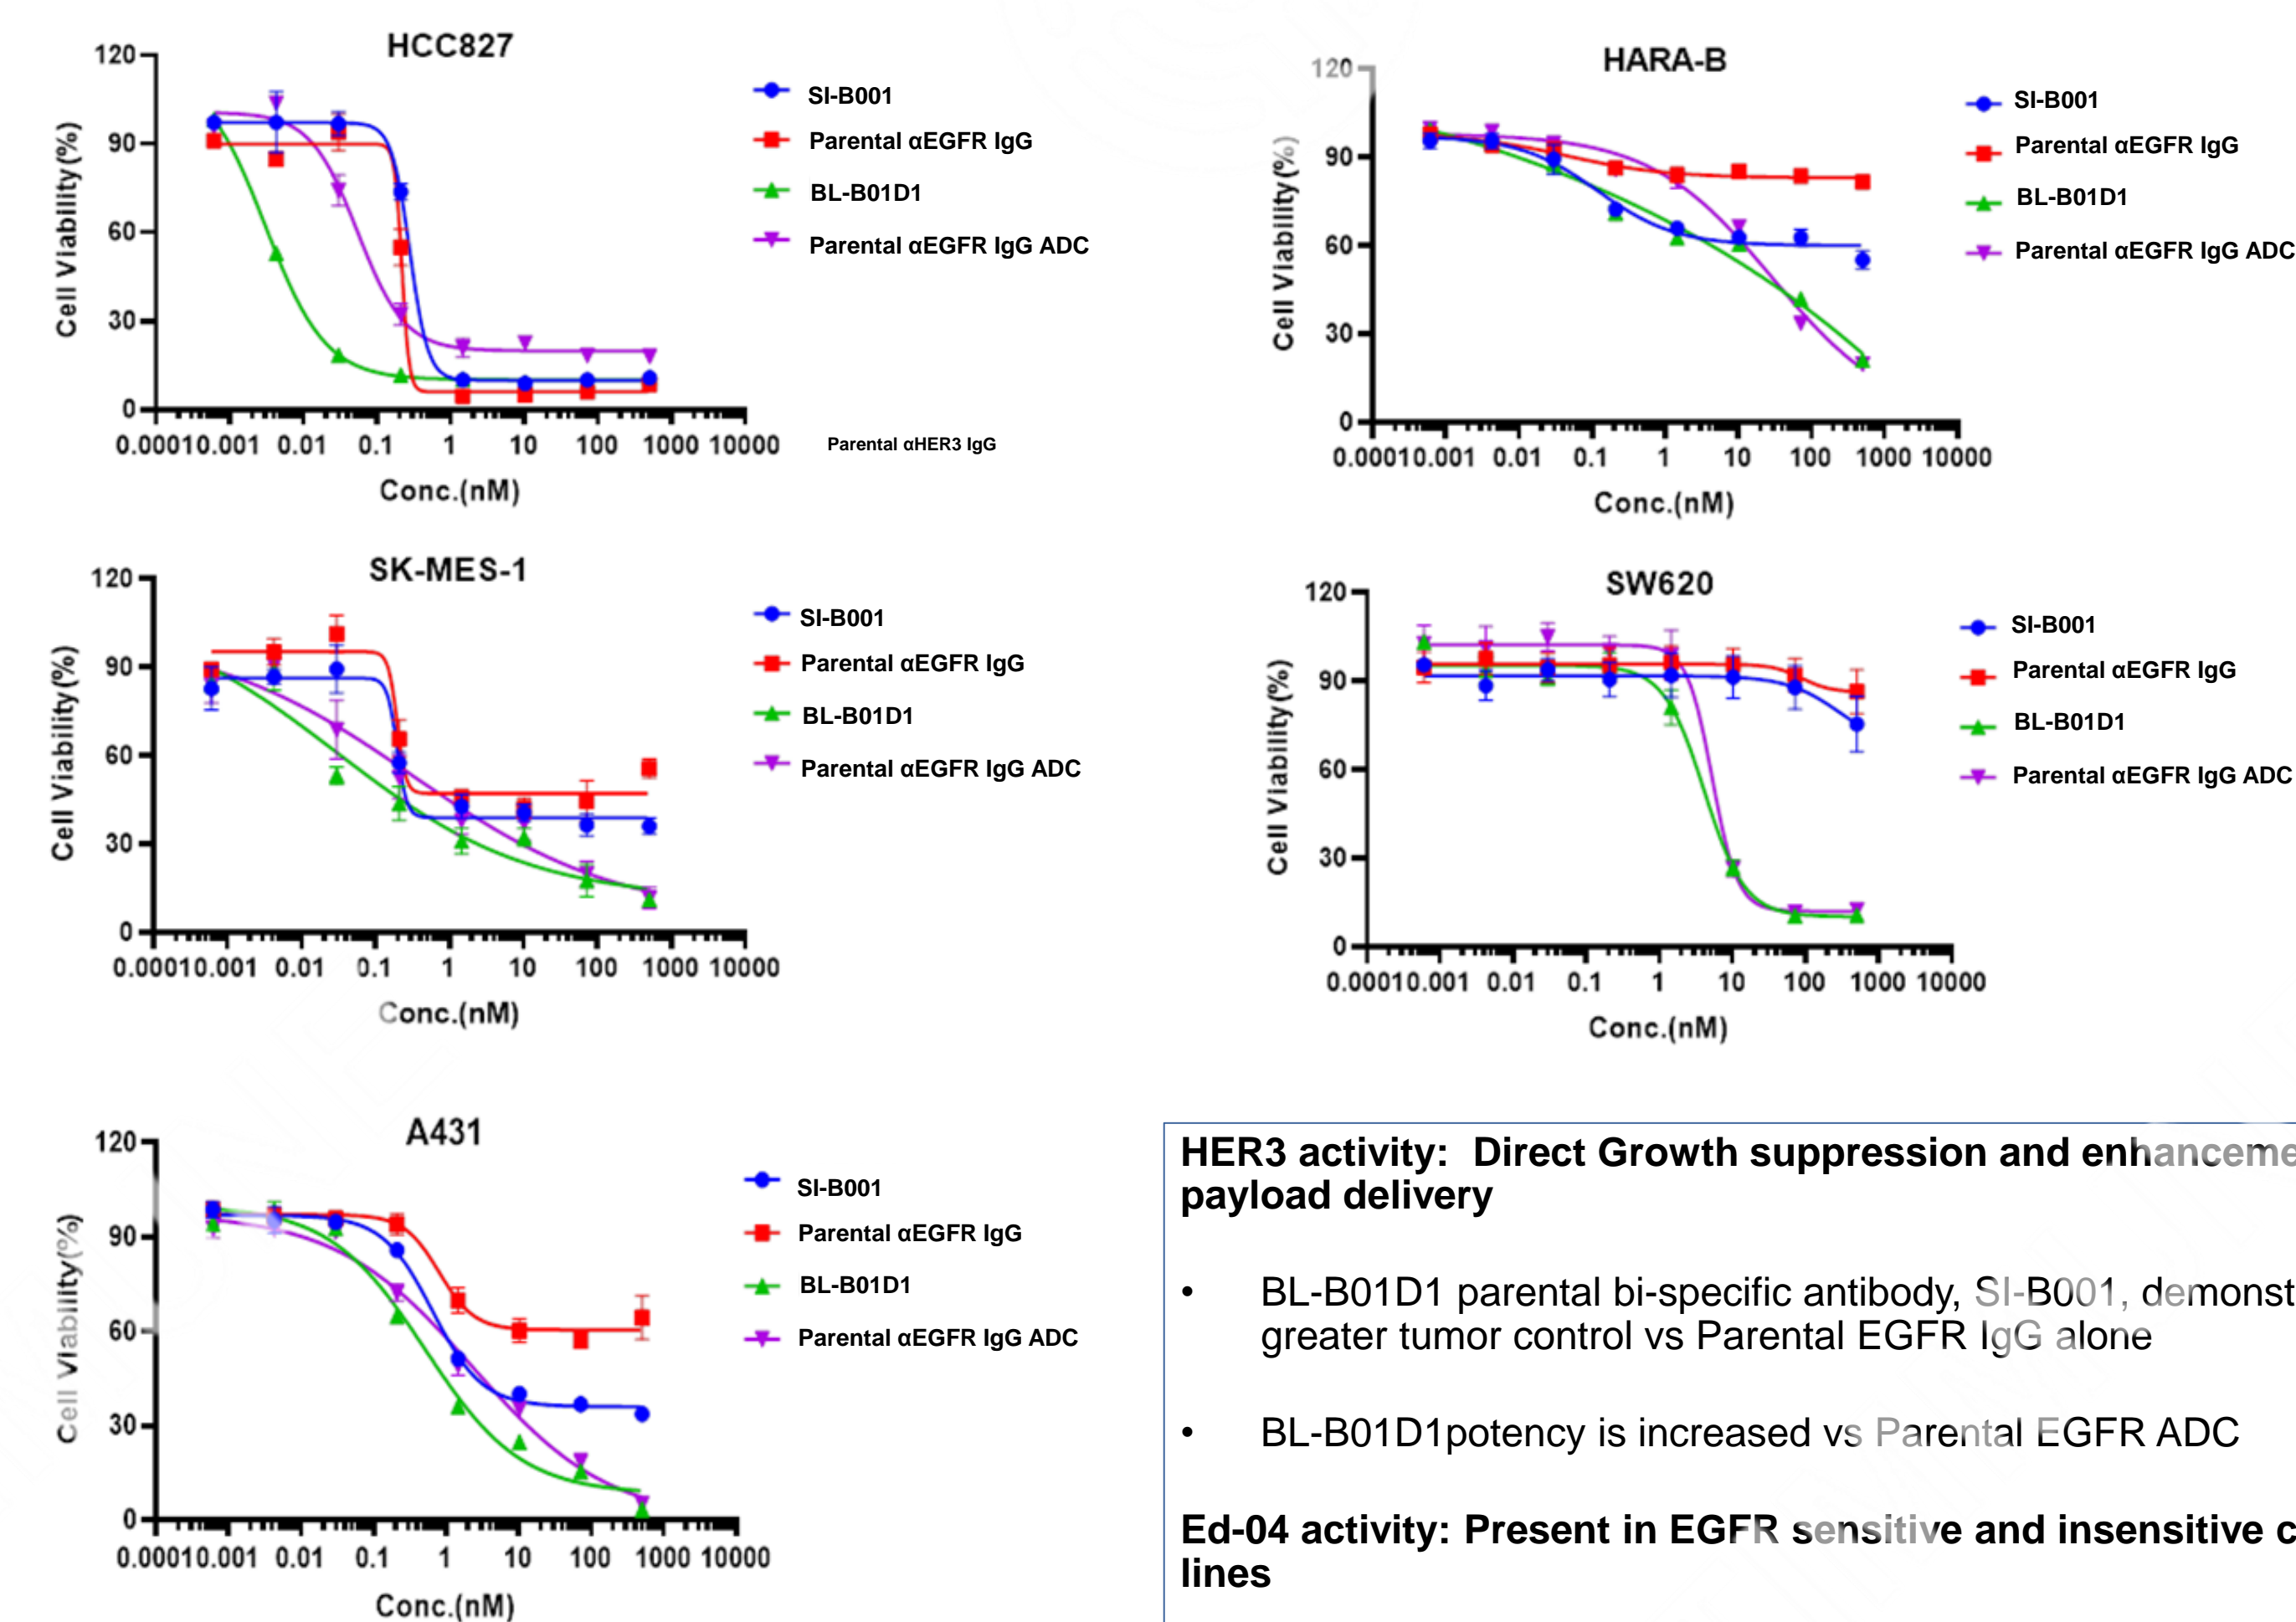 HCC827
120
90
60
30
0
Cell Viability(%)
0.0001 0.001 0.01 0.1 1 10 100 1000 10000
Conc.(nM)
SI-B001
Parental αEGFR IgG
BL-B01D1
Parental αEGFR IgG ADC
Parental αHER3 IgG
HARA-B
120
90
60
30
0
Cell Viability(%)
0.0001 0.001 0.01 0.1 1 10 100 1000 10000
Conc.(nM)
SI-B001
Parental αEGFR IgG
BL-B01D1
Parental αEGFR IgG ADC
SK-MES-1
120
90
60
30
0
Cell Viability(%)
0.0001 0.001 0.01 0.1 1 10 100 1000 10000
Conc.(nM)
SI-B001
Parental αEGFR IgG
BL-B01D1
Parental αEGFR IgG ADC
SW620
120
90
60
30
0
Cell Viability(%)
0.0001 0.001 0.01 0.1 1 10 100 1000 10000
Conc.(nM)
SI-B001
Parental αEGFR IgG
BL-B01D1
Parental αEGFR IgG ADC
A431
120
90
60
30
0
Cell Viability(%)
0.0001 0.001 0.01 0.1 1 10 100 1000 10000
Conc.(nM)
SI-B001
Parental αEGFR IgG
BL-B01D1
Parental αEGFR IgG ADC
HER3 activity: Direct Growth suppression and enhanceme
payload delivery
• BL-B01D1 parental bi-specific antibody, SI-B001, demonst
greater tumor control vs Parental EGFR IgG alone
• BL-B01D1potency is increased vs Parental EGFR ADC
Ed-04 activity: Present in EGFR sensitive and insensitive c
lines